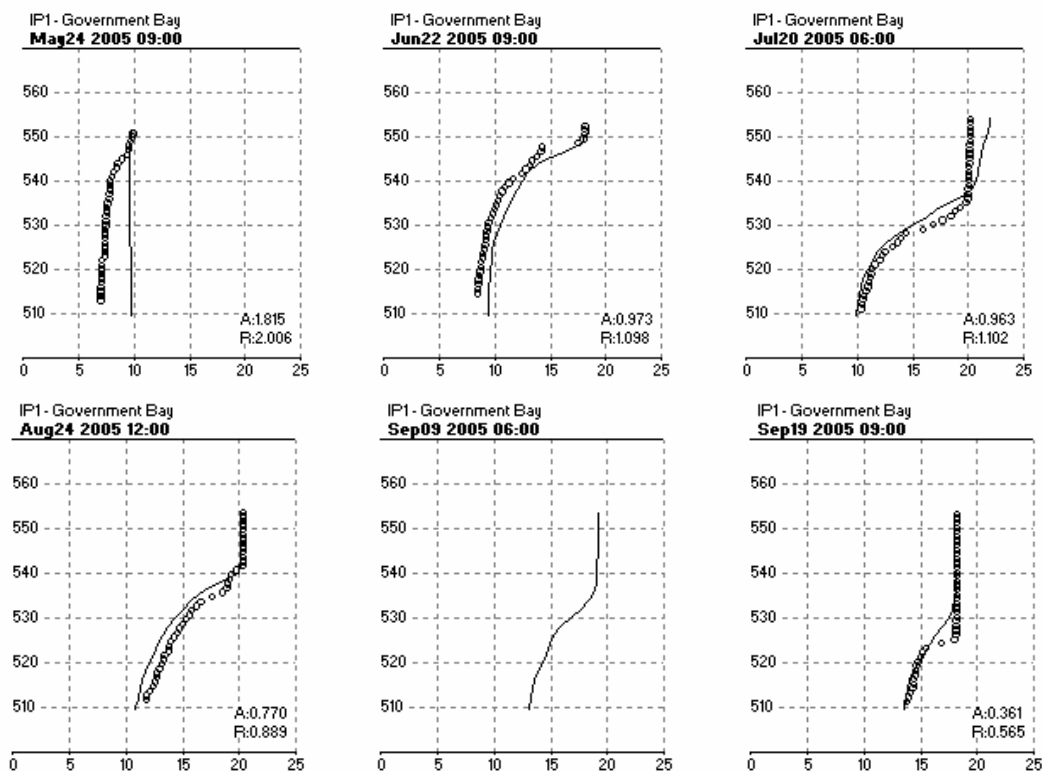 IP1 - Government Bay
May24 2005 09:00
560
550
540
530
520
510
A:1.815
R:2.006
0 5 10 15 20 25
IP1 - Government Bay
Jun22 2005 09:00
560
550
540
530
520
510
A:0.973
R:1.098
0 5 10 15 20 25
IP1 - Government Bay
Jul20 2005 06:00
560
550
540
530
520
510
A:0.963
R:1.102
0 5 10 15 20 25
IP1 - Government Bay
Aug24 2005 12:00
560
550
540
530
520
510
A:0.770
R:0.889
0 5 10 15 20 25
IP1 - Government Bay
Sep09 2005 06:00
560
550
540
530
520
510
0 5 10 15 20 25
IP1 - Government Bay
Sep19 2005 09:00
560
550
540
530
520
510
A:0.361
R:0.565
0 5 10 15 20 25